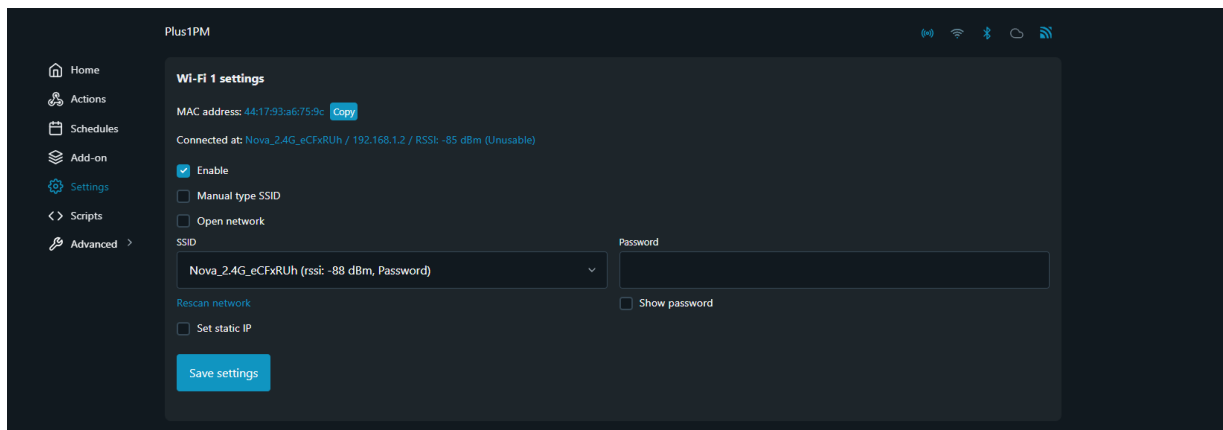 Plus1PM
Home
Actions
Schedules
Add-on
Settings
Scripts
Advanced
Wi-Fi 1 settings
MAC address: 44:17:93:a6:75:9c Copy
Connected at: Nova_2.4G_eCFxRUh / 192.168.1.2 / RSSI: -85 dBm (Unusable)
Enable
Manual type SSID
Open network
SSID
Nova_2.4G_eCFxRUh (rssi: -88 dBm, Password)
Rescan network
Password
Show password
Set static IP
Save settings